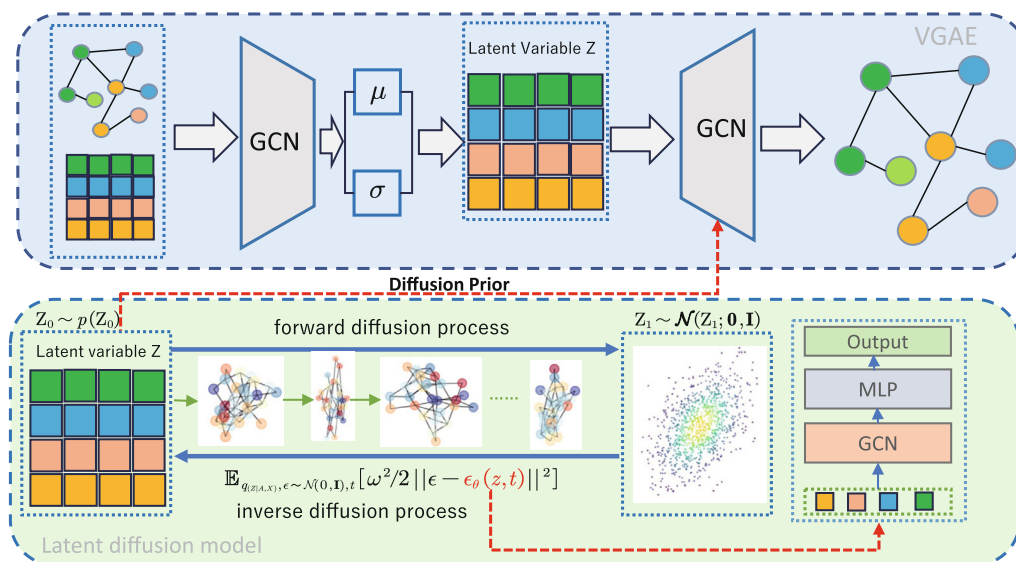 VGAE
GCN
μ
σ
Latent Variable Z
GCN
Diffusion Prior
Z₀ ~ p(Z₀)
Latent variable Z
forward diffusion process
......
𝔼_{q_{(Z|A,X)}, ϵ~𝒩(0,I), t} [ω²/2 ||ϵ − ϵ_θ(z,t)||²]
inverse diffusion process
Z₁ ~ 𝒩(Z₁; 0, I)
Output
MLP
GCN
Latent diffusion model